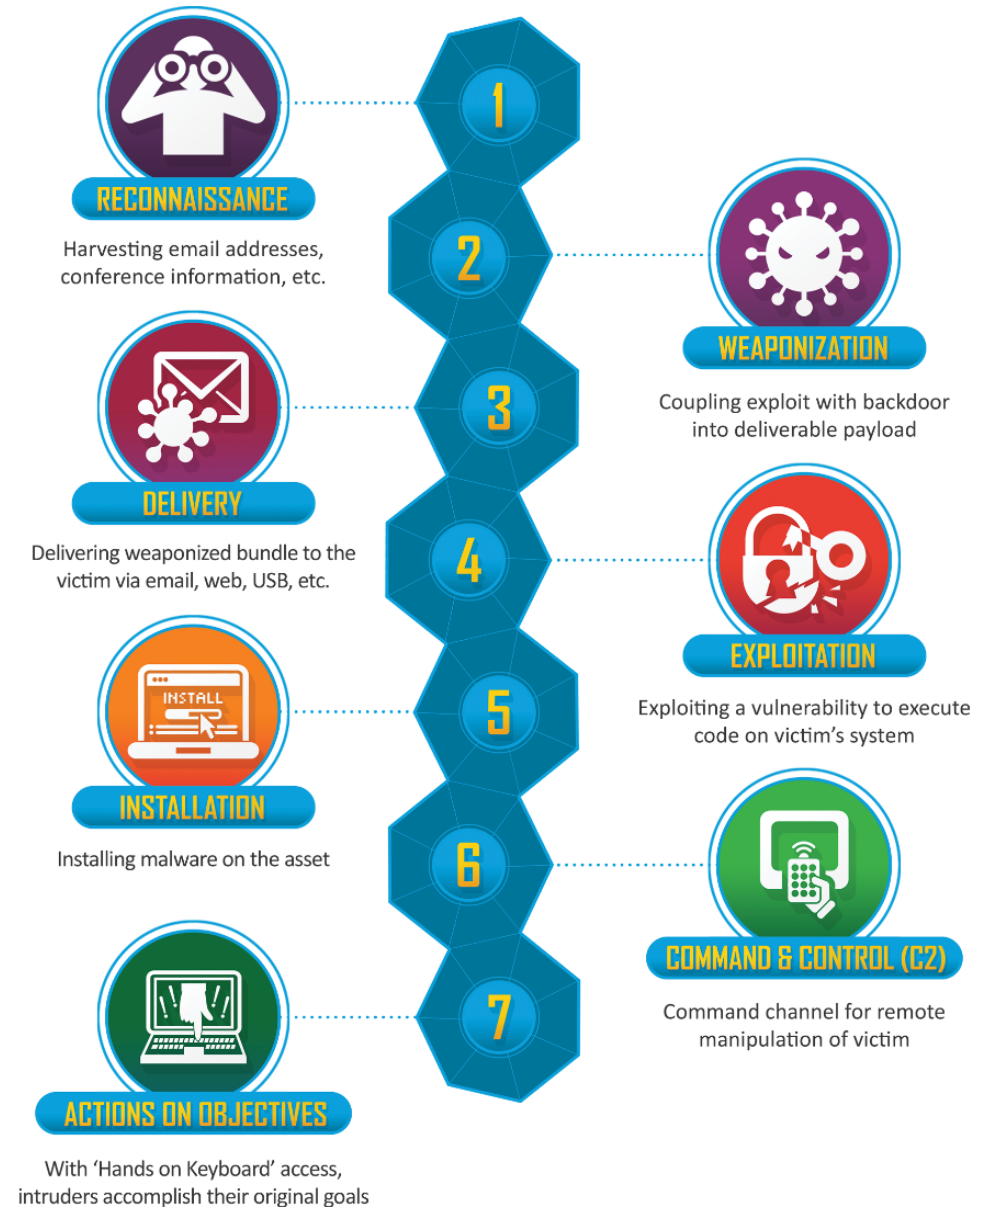 1
RECONNAISSANCE
Harvesting email addresses,
conference information, etc.
2
WEAPONIZATION
Coupling exploit with backdoor
into deliverable payload
3
DELIVERY
Delivering weaponized bundle to the
victim via email, web, USB, etc.
4
EXPLOITATION
Exploiting a vulnerability to execute
code on victim’s system
5
INSTALL
INSTALLATION
Installing malware on the asset
6
COMMAND & CONTROL (C2)
Command channel for remote
manipulation of victim
7
! ! ! !
ACTIONS ON OBJECTIVES
With ‘Hands on Keyboard’ access,
intruders accomplish their original goals